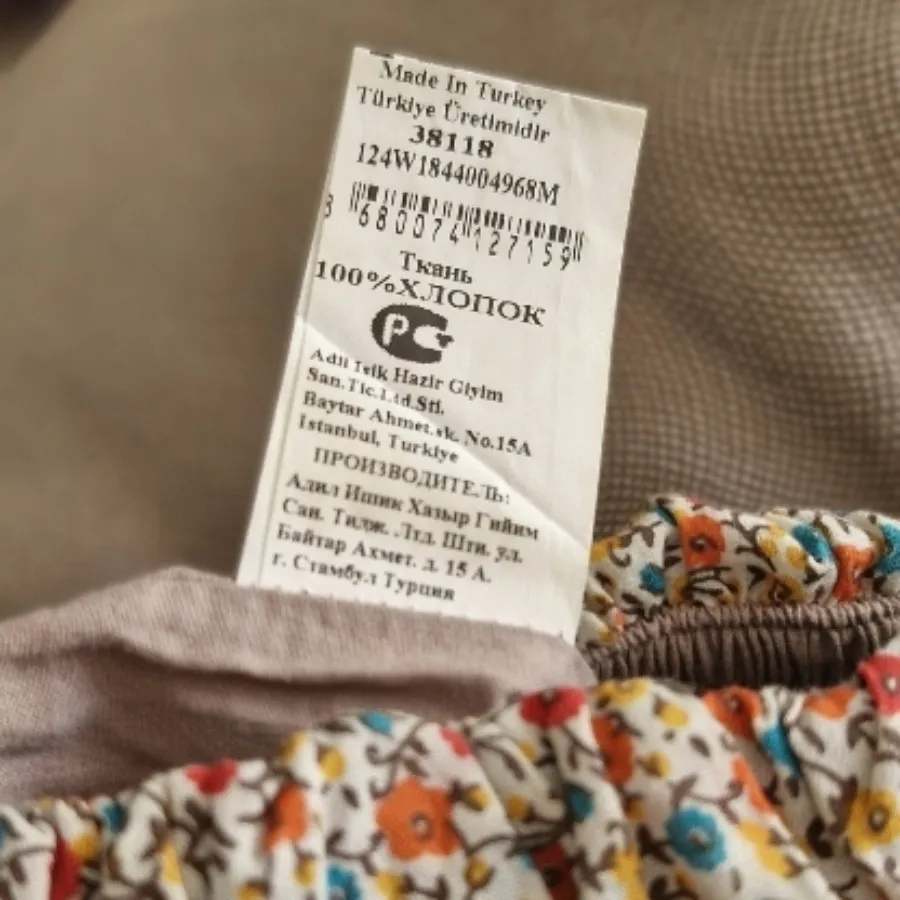 Made In Turkey
Türkiye Üretimidir
38118
124W1844004968M
8 680074 127159
Ткань
100%ХЛОПОК
РС
Adil Isik Hazir Giyim
San.Tic.Ltd.Sti.
Baytar Ahmet.sk. No.15A
Istanbul, Turkiye
ПРОИЗВОДИТЕЛЬ:
Адил Ишик Хазыр Гийим
Сан. Тидж. Лтд. Шти. ул.
Байтар Ахмет. д. 15 А.
г. Стамбул Турция